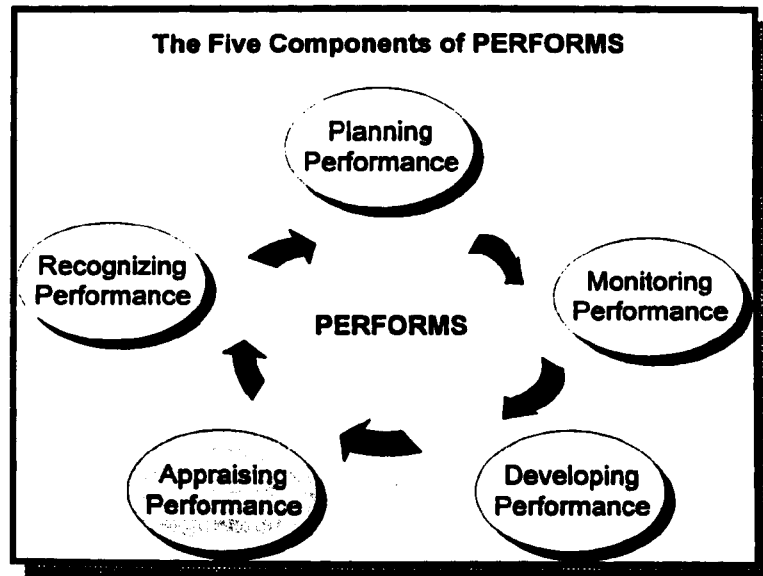 The Five Components of PERFORMS
Planning
Performance
Monitoring
Performance
Developing
Performance
Appraising
Performance
Recognizing
Performance
PERFORMS